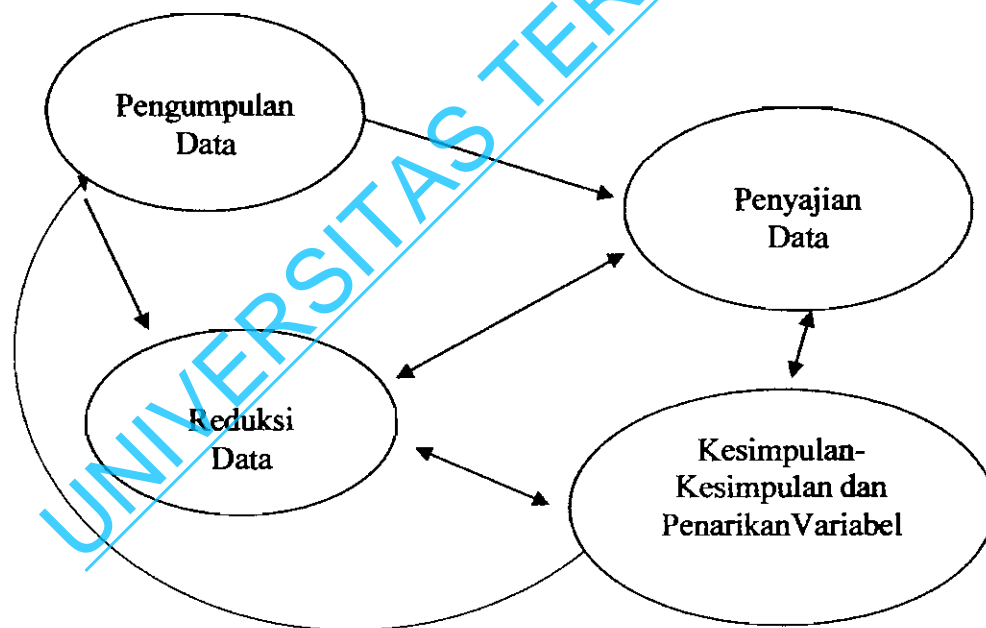 Pengumpulan
Data
Penyajian
Data
Reduksi
Data
Kesimpulan-
Kesimpulan dan
PenarikanVariabel
UNIVERSITAS TER